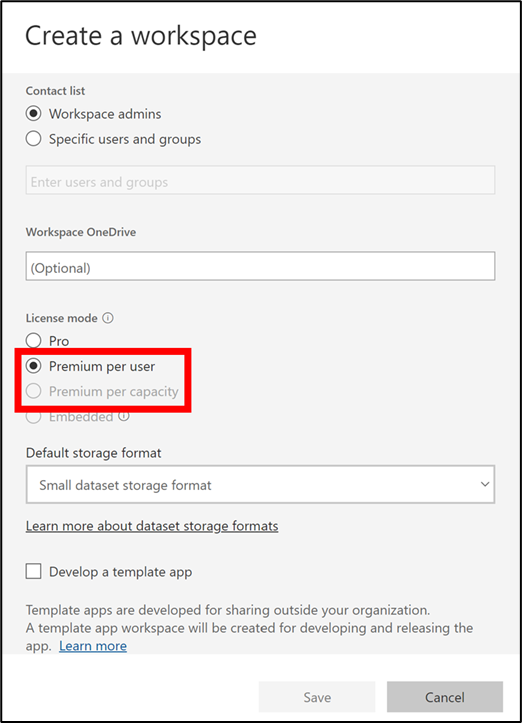 Create a workspace
Contact list
Workspace admins
Specific users and groups
Enter users and groups
Workspace OneDrive
(Optional)
License mode
Pro
Premium per user
Premium per capacity
Embedded
Default storage format
Small dataset storage format
Learn more about dataset storage formats
Develop a template app
Template apps are developed for sharing outside your organization.
A template app workspace will be created for developing and releasing the
app. Learn more
Save Cancel